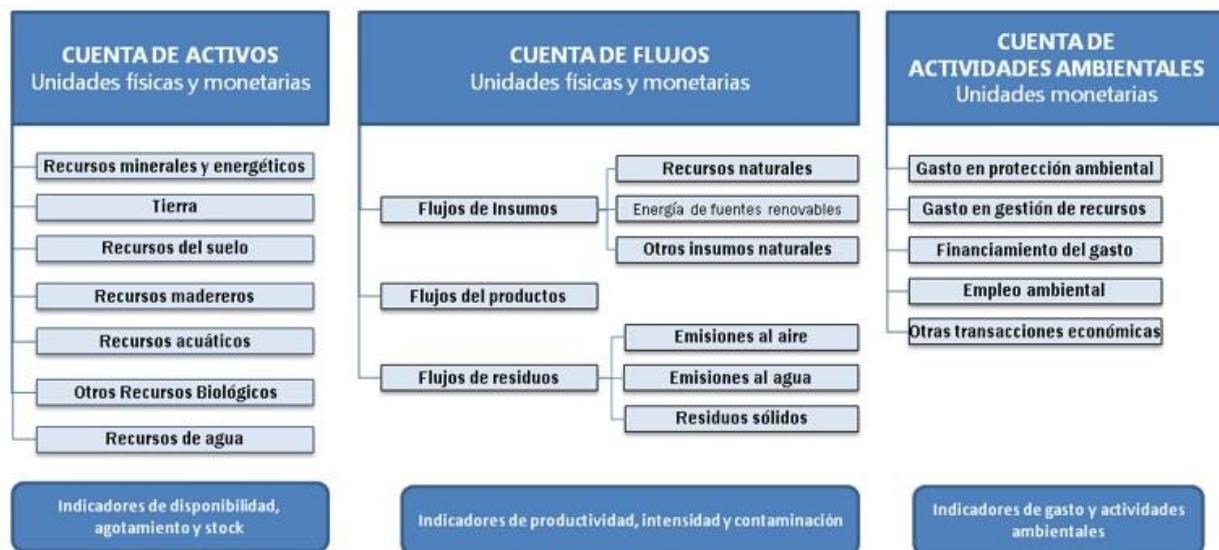 CUENTA DE ACTIVOS
Unidades físicas y monetarias
Recursos minerales y energéticos
Tierra
Recursos del suelo
Recursos madereros
Recursos acuáticos
Otros Recursos Biológicos
Recursos de agua
Indicadores de disponibilidad,
agotamiento y stock
CUENTA DE FLUJOS
Unidades físicas y monetarias
Flujos de Insumos
Recursos naturales
Energía de fuentes renovables
Otros insumos naturales
Flujos del productos
Flujos de residuos
Emisiones al aire
Emisiones al agua
Residuos sólidos
Indicadores de productividad, intensidad y contaminación
CUENTA DE
ACTIVIDADES AMBIENTALES
Unidades monetarias
Gasto en protección ambiental
Gasto en gestión de recursos
Financiamiento del gasto
Empleo ambiental
Otras transacciones económicas
Indicadores de gasto y actividades
ambientales